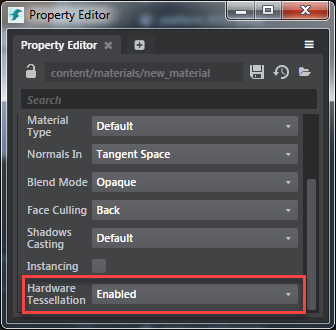 Property Editor
Property Editor
content/materials/new_material
Search
Material
Type
Default
Normals In
Tangent Space
Blend Mode
Opaque
Face Culling
Back
Shadows
Casting
Default
Instancing
Hardware
Tessellation
Enabled